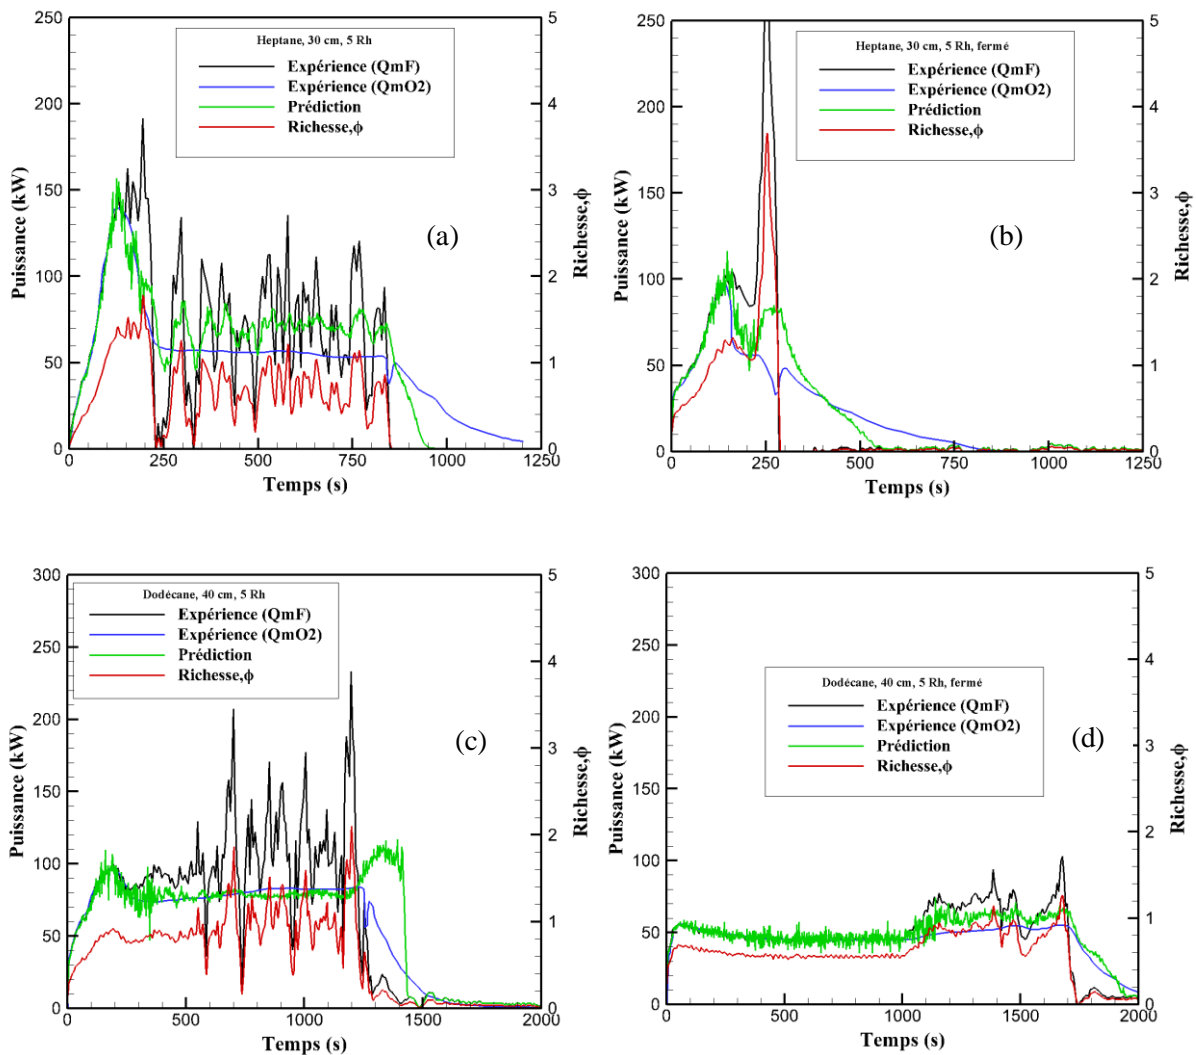 Heptane, 30 cm, 5 Rh
Expérience (QmF)
Expérience (QmO2)
Prédiction
Richesse,ϕ
(a)
Puissance (kW)
250
200
150
100
50
0
5
4
3
2
1
0
Richesse,ϕ
0 250 500 750 1000 1250
Temps (s)
Heptane, 30 cm, 5 Rh, fermé
Expérience (QmF)
Expérience (QmO2)
Prédiction
Richesse,ϕ
(b)
Puissance (kW)
250
200
150
100
50
0
5
4
3
2
1
0
Richesse,ϕ
0 250 500 750 1000 1250
Temps (s)
Dodécane, 40 cm, 5 Rh
Expérience (QmF)
Expérience (QmO2)
Prédiction
Richesse,ϕ
(c)
Puissance (kW)
300
250
200
150
100
50
0
5
4
3
2
1
0
Richesse,ϕ
0 500 1000 1500 2000
Temps (s)
Dodécane, 40 cm, 5 Rh, fermé
Expérience (QmF)
Expérience (QmO2)
Prédiction
Richesse,ϕ
(d)
Puissance (kW)
300
250
200
150
100
50
0
5
4
3
2
1
0
Richesse,ϕ
0 500 1000 1500 2000
Temps (s)